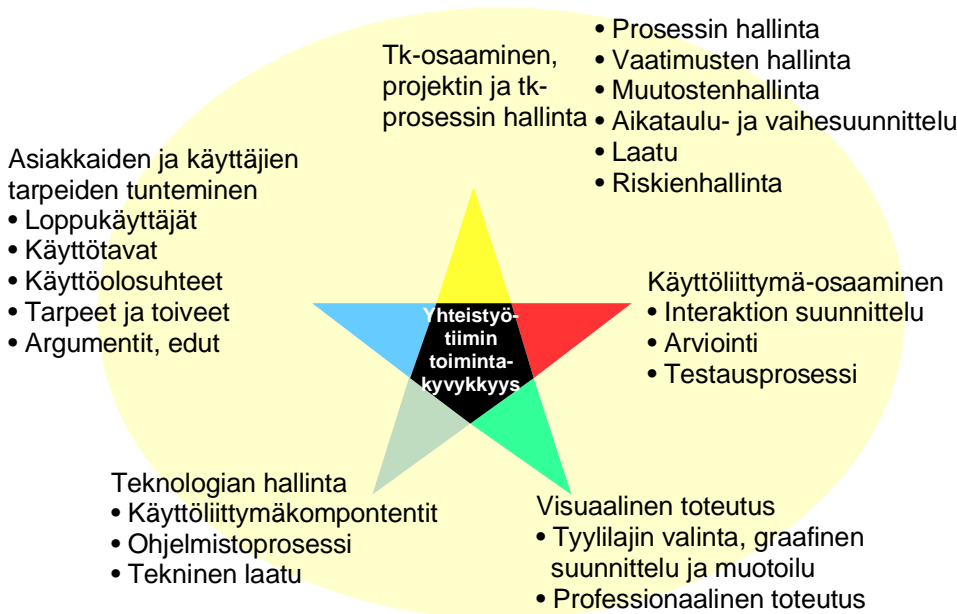 Tk-osaaminen,
projektin ja tk-
prosessin hallinta
• Prosessin hallinta
• Vaatimusten hallinta
• Muutostenhallinta
• Aikataulu- ja vaihesuunnittelu
• Laatu
• Riskienhallinta
Asiakkaiden ja käyttäjien
tarpeiden tunteminen
• Loppukäyttäjät
• Käyttötavat
• Käyttöolosuhteet
• Tarpeet ja toiveet
• Argumentit, edut
Yhteistyö-
tiimin
toiminta-
kyvykkyys
Käyttöliittymä-osaaminen
• Interaktion suunnittelu
• Arviointi
• Testausprosessi
Teknologian hallinta
• Käyttöliittymäkompontentit
• Ohjelmistoprosessi
• Tekninen laatu
Visuaalinen toteutus
• Tyylilajin valinta, graafinen
suunnittelu ja muotoilu
• Professionaalinen toteutus